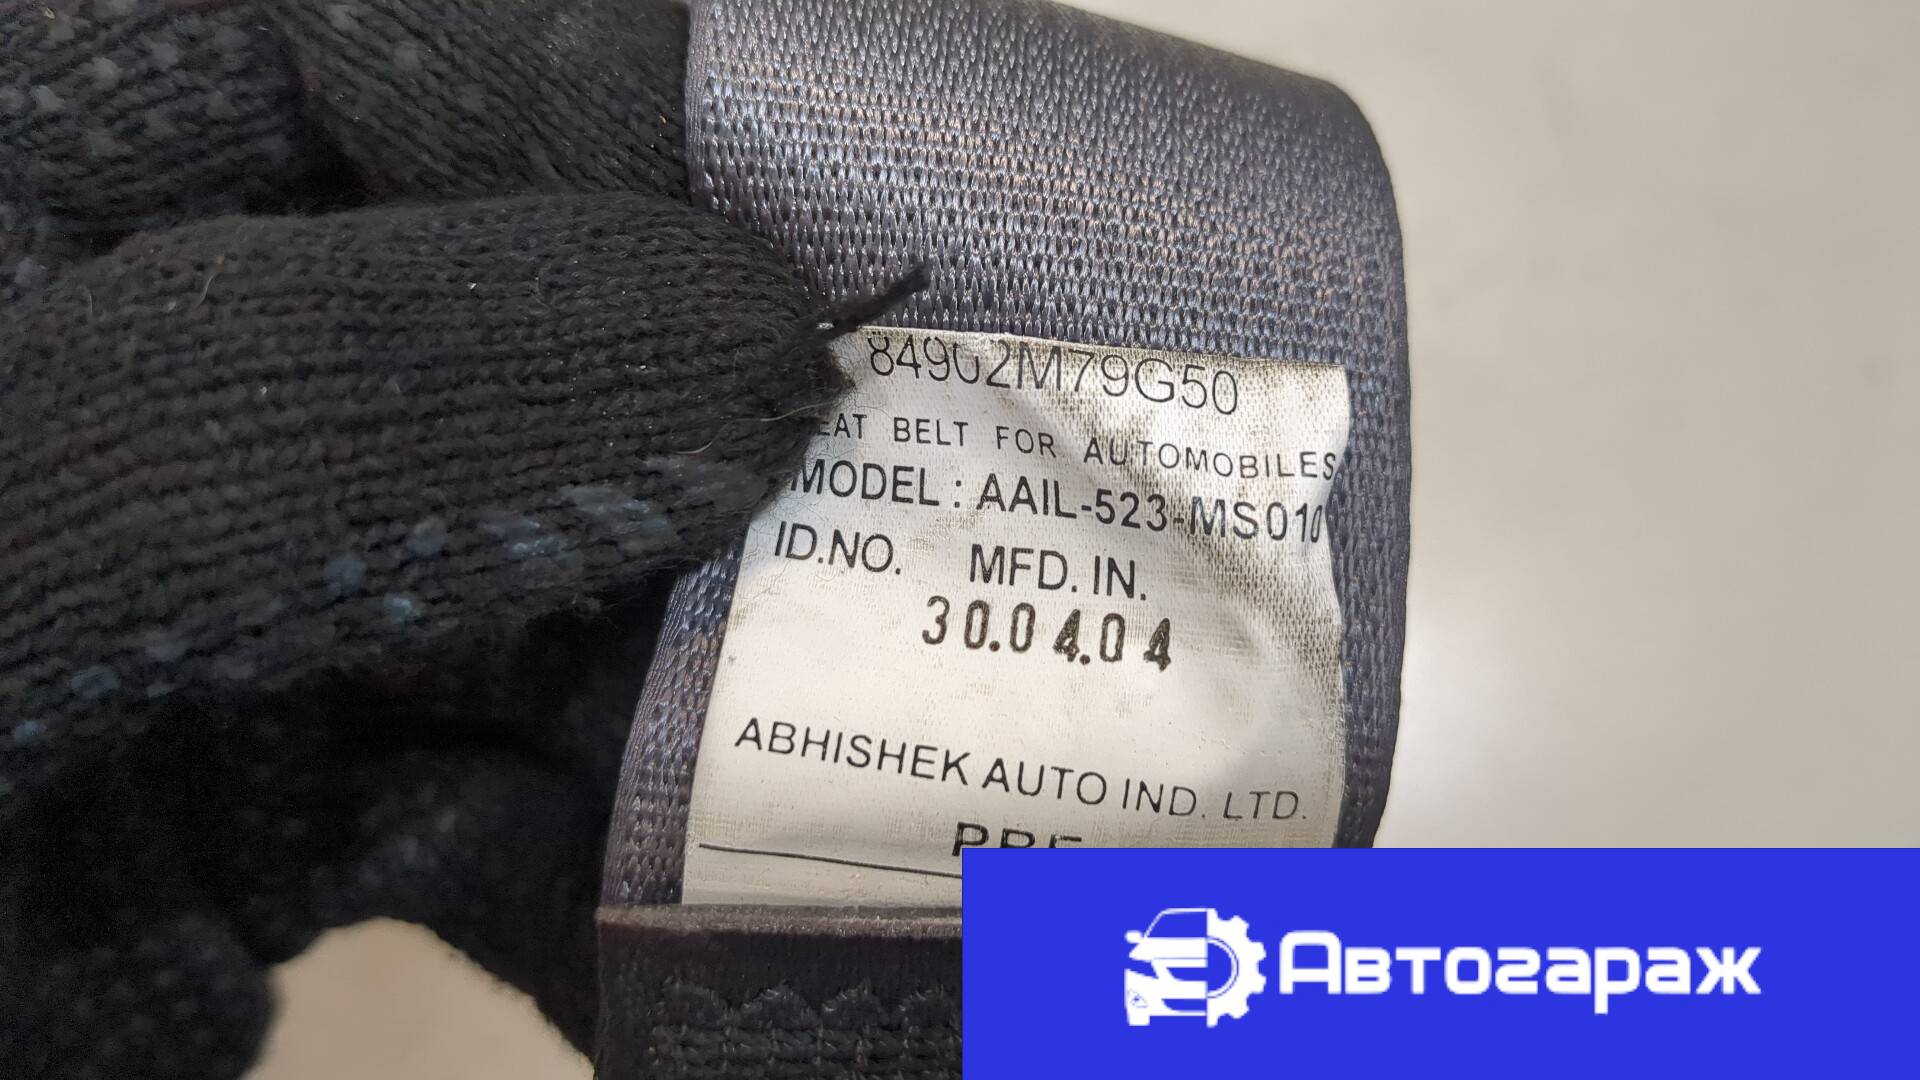 84902M79G50
EAT BELT FOR AUTOMOBILES
MODEL : AAIL-523-MS010
ID.NO. MFD. IN.
30.04.04
ABHISHEK AUTO IND. LTD.
Автогараж